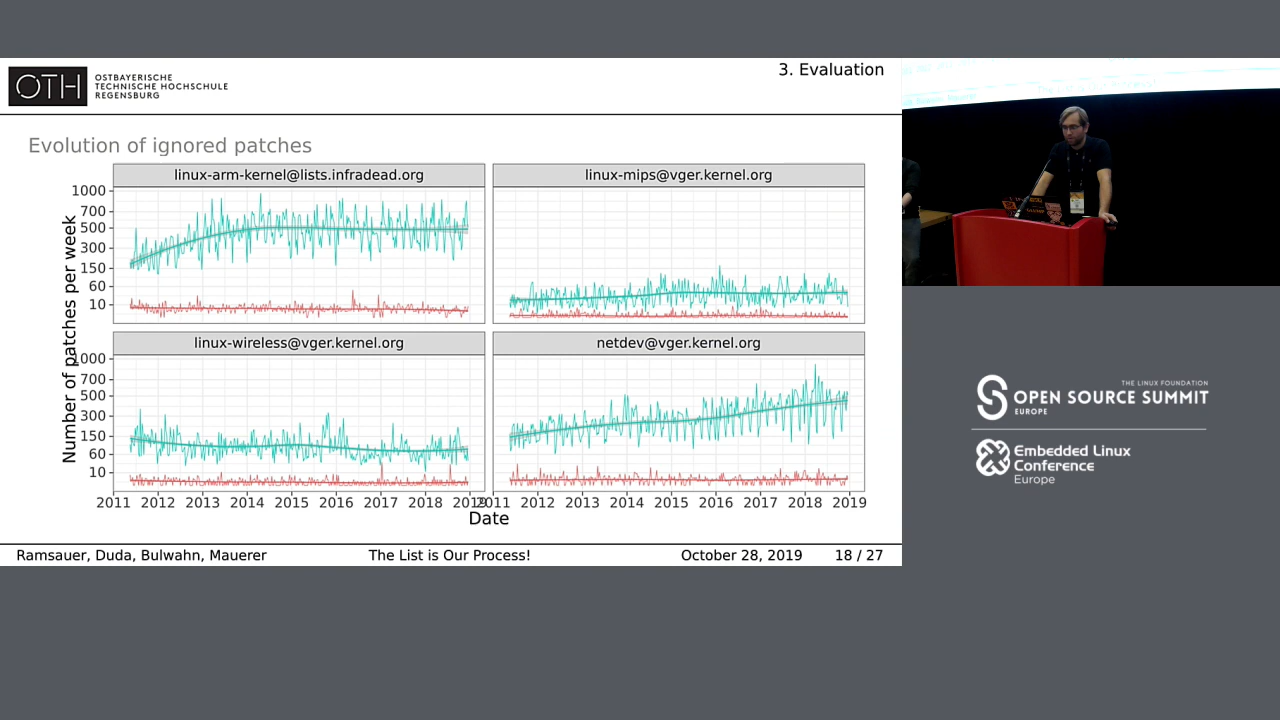 OTH
OSTBAYERISCHE
TECHNISCHE HOCHSCHULE
REGENSBURG
3. Evaluation
Evolution of ignored patches
linux-arm-kernel@lists.infradead.org
linux-mips@vger.kernel.org
1000
700
500
300
150
60
10
Number of patches per week
linux-wireless@vger.kernel.org
netdev@vger.kernel.org
1000
700
500
300
150
60
10
2011 2012 2013 2014 2015 2016 2017 2018 2019
2011 2012 2013 2014 2015 2016 2017 2018 2019
Date
Ramsauer, Duda, Bulwahn, Mauerer The List is Our Process! October 28, 2019 18 / 27
THE LINUX FOUNDATION
OPEN SOURCE SUMMIT
EUROPE
Embedded Linux
Conference
Europe